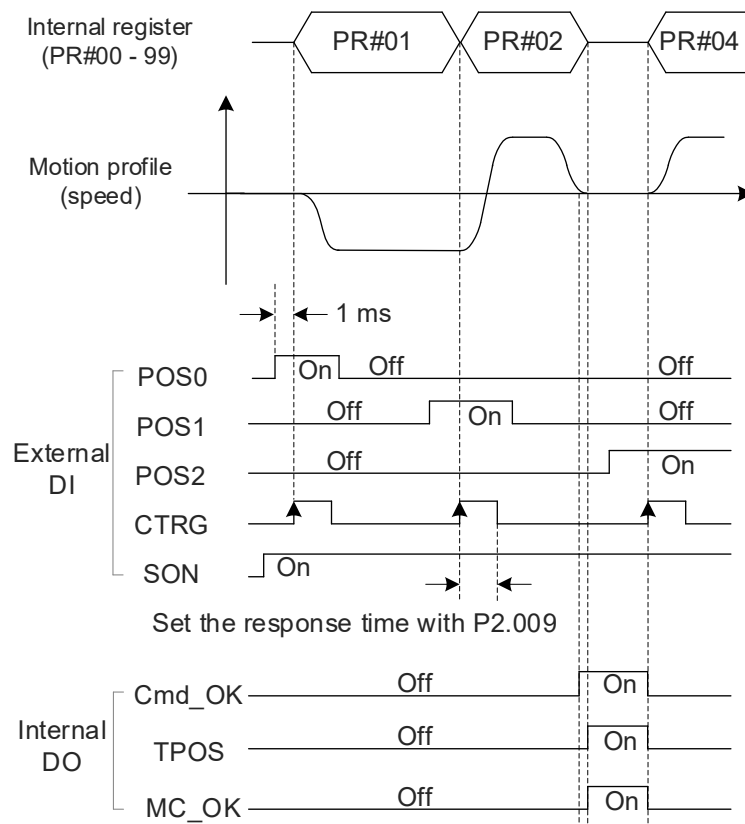 Internal register
(PR#00 - 99)
PR#01
PR#02
PR#04
Motion profile
(speed)
1 ms
POS0
On
Off
Off
POS1
Off
On
Off
External
DI
POS2
Off
On
CTRG
SON
On
Set the response time with P2.009
Cmd_OK
Off
On
Internal
DO
TPOS
Off
On
MC_OK
Off
On